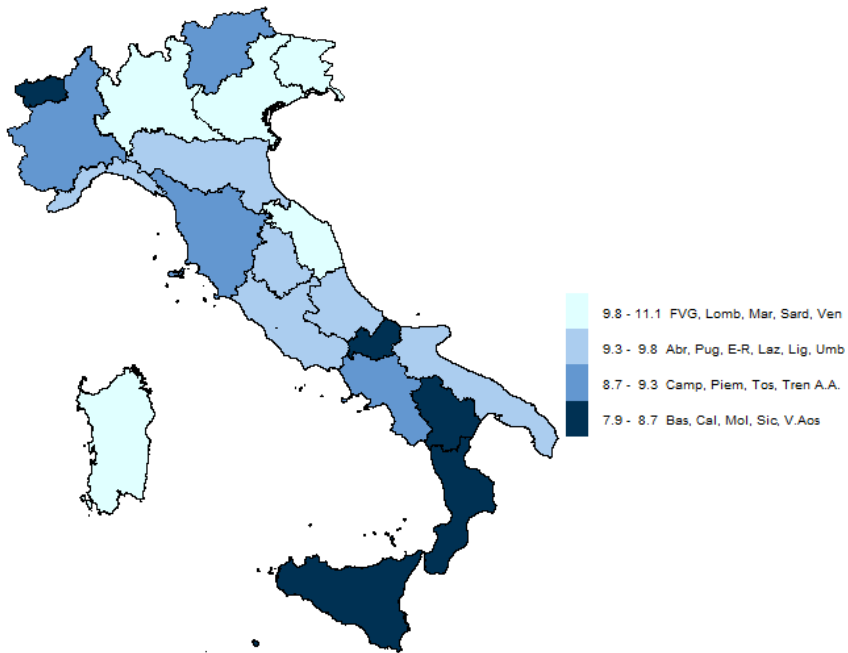 9.8 - 11.1 FVG, Lomb, Mar, Sard, Ven
9.3 - 9.8 Abr, Pug, E-R, Laz, Lig, Umb
8.7 - 9.3 Camp, Piem, Tos, Tren A.A.
7.9 - 8.7 Bas, Cal, Mol, Sic, V.Aos